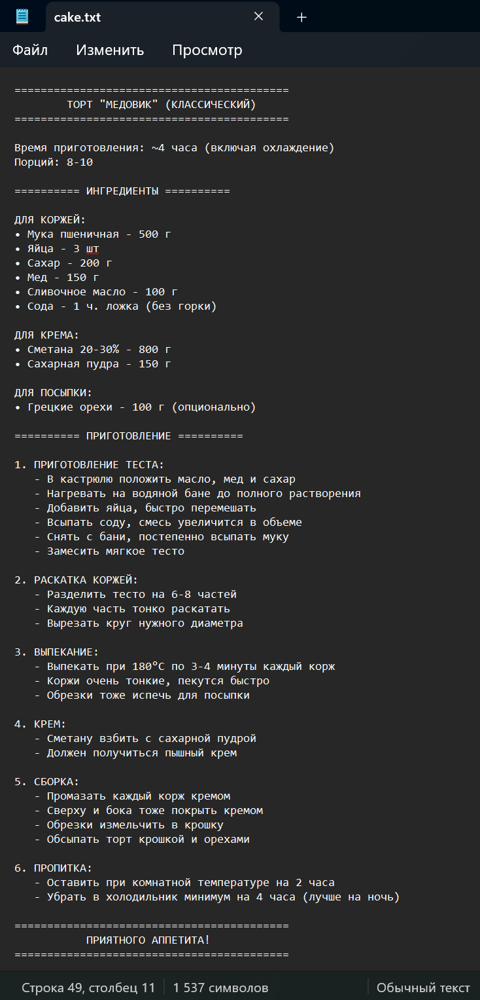 cake.txt
Файл Изменить Просмотр
==========================================
ТОРТ "МЕДОВИК" (КЛАССИЧЕСКИЙ)
==========================================
Время приготовления: ~4 часа (включая охлаждение)
Порций: 8-10
========== ИНГРЕДИЕНТЫ ==========
ДЛЯ КОРЖЕЙ:
• Мука пшеничная - 500 г
• Яйца - 3 шт
• Сахар - 200 г
• Мед - 150 г
• Сливочное масло - 100 г
• Сода - 1 ч. ложка (без горки)
ДЛЯ КРЕМА:
• Сметана 20-30% - 800 г
• Сахарная пудра - 150 г
ДЛЯ ПОСЫПКИ:
• Грецкие орехи - 100 г (опционально)
========== ПРИГОТОВЛЕНИЕ ==========
1. ПРИГОТОВЛЕНИЕ ТЕСТА:
- В кастрюлю положить масло, мед и сахар
- Нагревать на водяной бане до полного растворения
- Добавить яйца, быстро перемешать
- Всыпать соду, смесь увеличится в объеме
- Снять с бани, постепенно всыпать муку
- Замесить мягкое тесто
2. РАСКАТКА КОРЖЕЙ:
- Разделить тесто на 6-8 частей
- Каждую часть тонко раскатать
- Вырезать круг нужного диаметра
3. ВЫПЕКАНИЕ:
- Выпекать при 180°C по 3-4 минуты каждый корж
- Коржи очень тонкие, пекутся быстро
- Обрезки тоже испечь для посыпки
4. КРЕМ:
- Сметану взбить с сахарной пудрой
- Должен получиться пышный крем
5. СБОРКА:
- Промазать каждый корж кремом
- Сверху и бока тоже покрыть кремом
- Обрезки измельчить в крошку
- Обсыпать торт крошкой и орехами
6. ПРОПИТКА:
- Оставить при комнатной температуре на 2 часа
- Убрать в холодильник минимум на 4 часа (лучше на ночь)
==========================================
ПРИЯТНОГО АППЕТИТА!
==========================================
Строка 49, столбец 11 1 537 символов Обычный текст